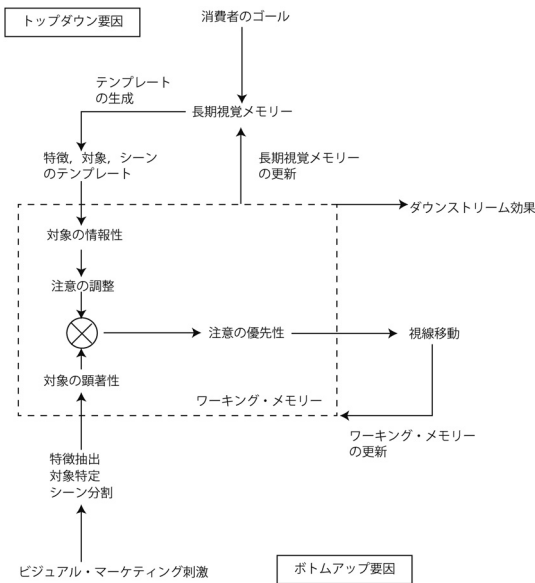 トップダウン要因
消費者のゴール
テンプレート
の生成
長期視覚メモリー
特徴，対象，シーン
のテンプレート
長期視覚メモリー
の更新
ダウンストリーム効果
対象の情報性
注意の調整
注意の優先性
視線移動
対象の顕著性
ワーキング・メモリー
ワーキング・メモリー
の更新
特徴抽出
対象特定
シーン分割
ビジュアル・マーケティング刺激
ボトムアップ要因